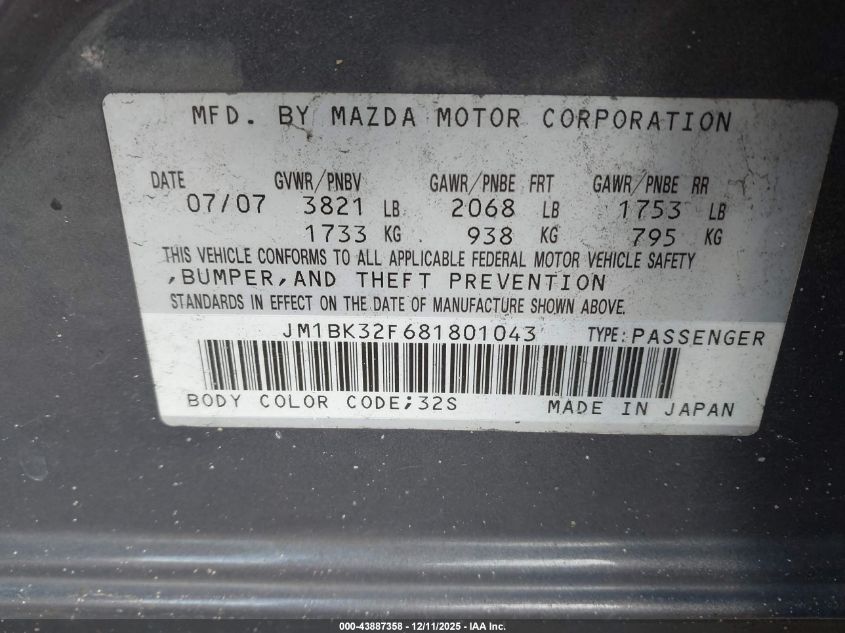 MFD. BY MAZDA MOTOR CORPORATION
DATE GVWR/PNBV GAWR/PNBE FRT GAWR/PNBE RR
07/07 3821 LB 2068 LB 1753 LB
1733 KG 938 KG 795 KG
THIS VEHICLE CONFORMS TO ALL APPLICABLE FEDERAL MOTOR VEHICLE SAFETY
,BUMPER,AND THEFT PREVENTION
STANDARDS IN EFFECT ON THE DATE OF MANUFACTURE SHOWN ABOVE.
JM1BK32F681801043 TYPE:PASSENGER
BODY COLOR CODE;32S MADE IN JAPAN
000-43887358 - 12/11/2025 - IAA Inc.